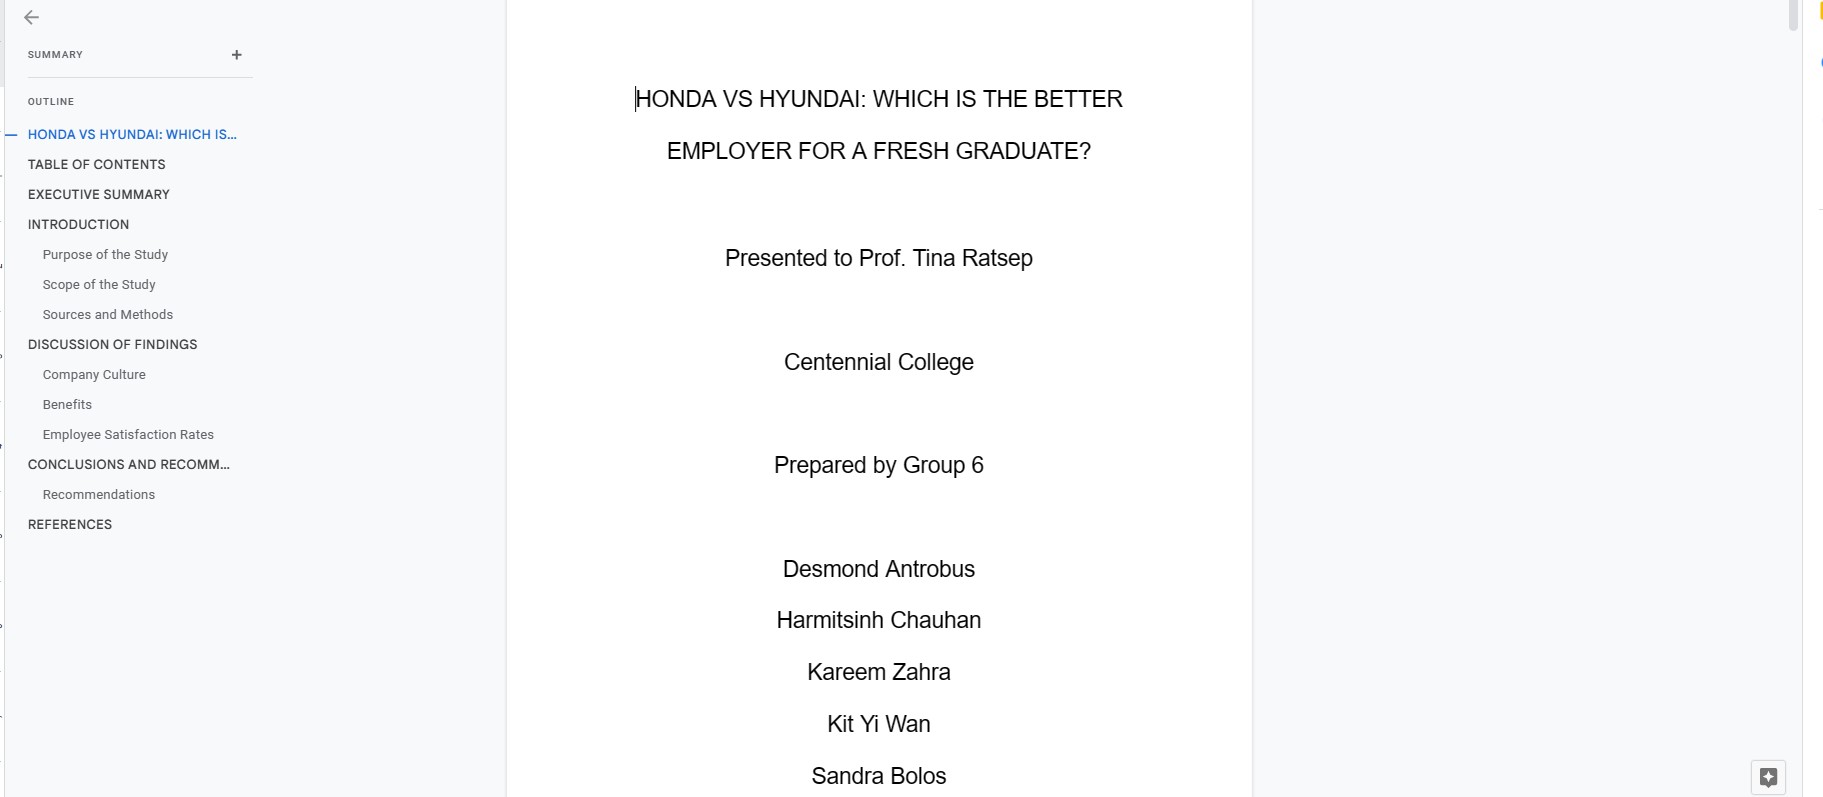 SUMMARY
OUTLINE
HONDA VS HYUNDAI: WHICH IS...
TABLE OF CONTENTS
EXECUTIVE SUMMARY
INTRODUCTION
Purpose of the Study
Scope of the Study
Sources and Methods
DISCUSSION OF FINDINGS
Company Culture
Benefits
Employee Satisfaction Rates
CONCLUSIONS AND RECOMM...
Recommendations
REFERENCES
HONDA VS HYUNDAI: WHICH IS THE BETTER
EMPLOYER FOR A FRESH GRADUATE?
Presented to Prof. Tina Ratsep
Centennial College
Prepared by Group 6
Desmond Antrobus
Harmitsinh Chauhan
Kareem Zahra
Kit Yi Wan
Sandra Bolos